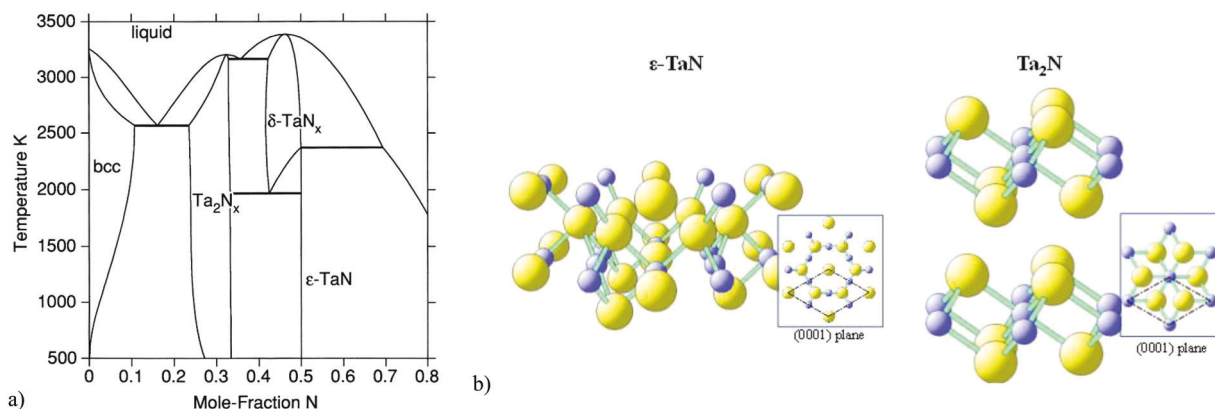 liquid
3500
3000
2500
2000
1500
1000
500
Temperature K
bcc
Ta₂Nₓ
δ-TaNₓ
ε-TaN
0
0.1
0.2
0.3
0.4
0.5
0.6
0.7
0.8
Mole-Fraction N
a)
b)
ε-TaN
(0001) plane
Ta₂N
(0001) plane